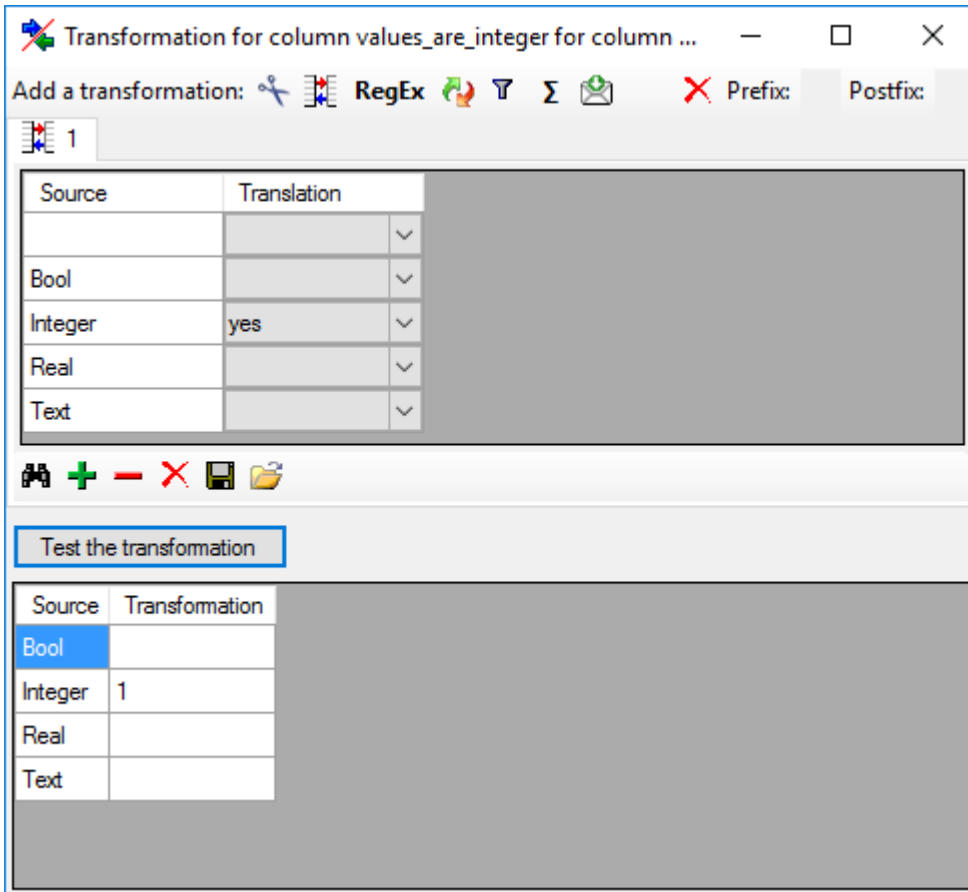 Transformation for column values_are_integer for column ...
Add a transformation: RegEx Σ Prefix: Postfix:
1
Source Translation
Bool
Integer yes
Real
Text
Test the transformation
Source Transformation
Bool
Integer 1
Real
Text